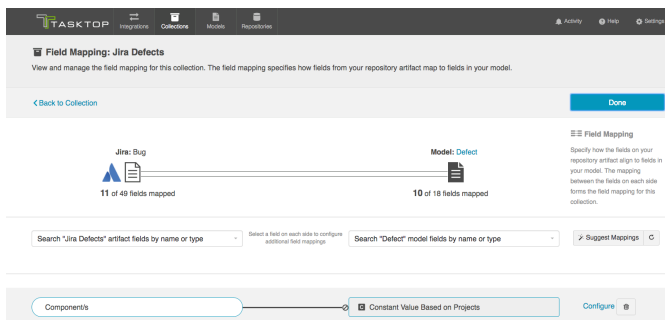 TASKTOP
Integrations
Collections
Models
Repositories
Activity
Help
Settings
Field Mapping: Jira Defects
View and manage the field mapping for this collection. The field mapping specifies how fields from your repository artifact map to fields in your model.
Back to Collection
Done
Jira: Bug
11 of 49 fields mapped
Model: Defect
10 of 18 fields mapped
Field Mapping
Specify how the fields on your
repository artifact align to fields in
your model. The mapping
between the fields on each side
forms the field mapping for this
collection.
Search "Jira Defects" artifact fields by name or type
Select a field on each side to configure
additional field mappings
Search "Defect" model fields by name or type
Suggest Mappings
Component/s
C Constant Value Based on Projects
Configure